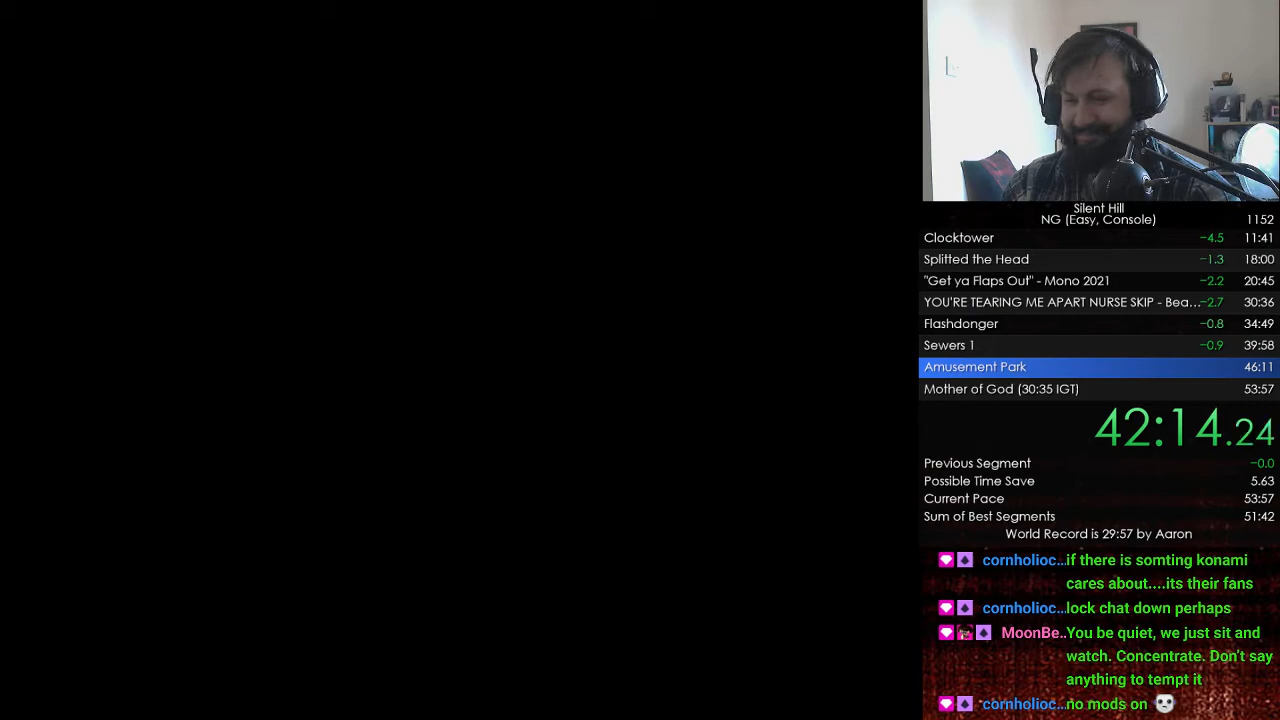 Silent Hill
NG (Easy, Console) 1152
Clocktower −4.5 11:41
Splitted the Head −1.3 18:00
"Get ya Flaps Out" - Mono 2021 −2.2 20:45
YOU'RE TEARING ME APART NURSE SKIP - Bea... −2.7 30:36
Flashdonger −0.8 34:49
Sewers 1 −0.9 39:58
Amusement Park 46:11
Mother of God (30:35 IGT) 53:57
42:14.24
Previous Segment −0.0
Possible Time Save 5.63
Current Pace 53:57
Sum of Best Segments 51:42
World Record is 29:57 by Aaron
cornholioc... if there is somting konami
cares about....its their fans
cornholioc... lock chat down perhaps
MoonBe.. You be quiet, we just sit and
watch. Concentrate. Don't say
anything to tempt it
cornholioc... no mods on